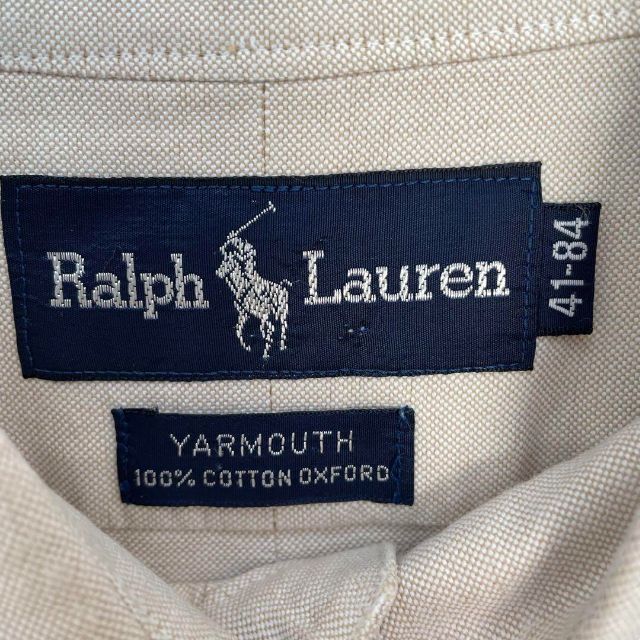 Ralph Lauren
41-84
YARMOUTH
100% COTTON OXFORD